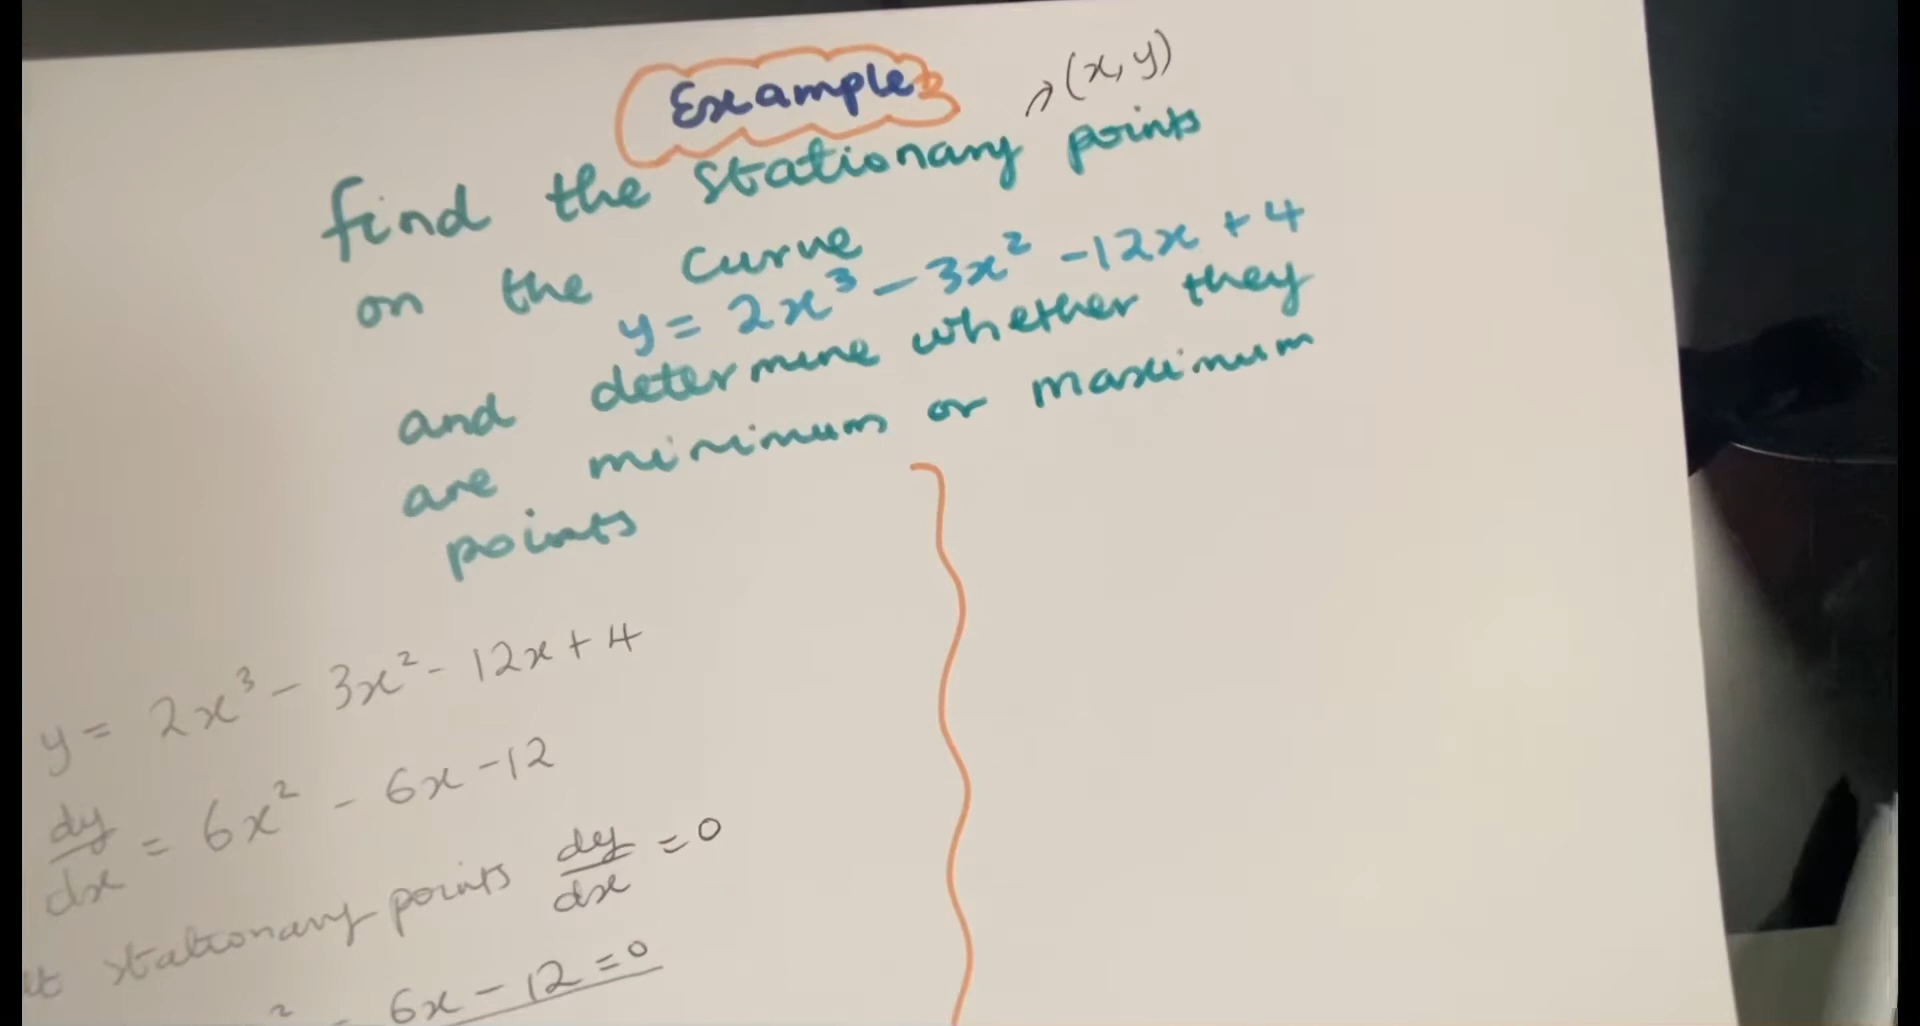 Example
→ (x, y)
find the stationary points
on the curve
y = 2x³ - 3x² - 12x + 4
and determine whether they
are minimum or maximum
points
y = 2x³ - 3x² - 12x + 4
dy/dx = 6x² - 6x - 12
at stationary points dy/dx = 0
² - 6x - 12 = 0